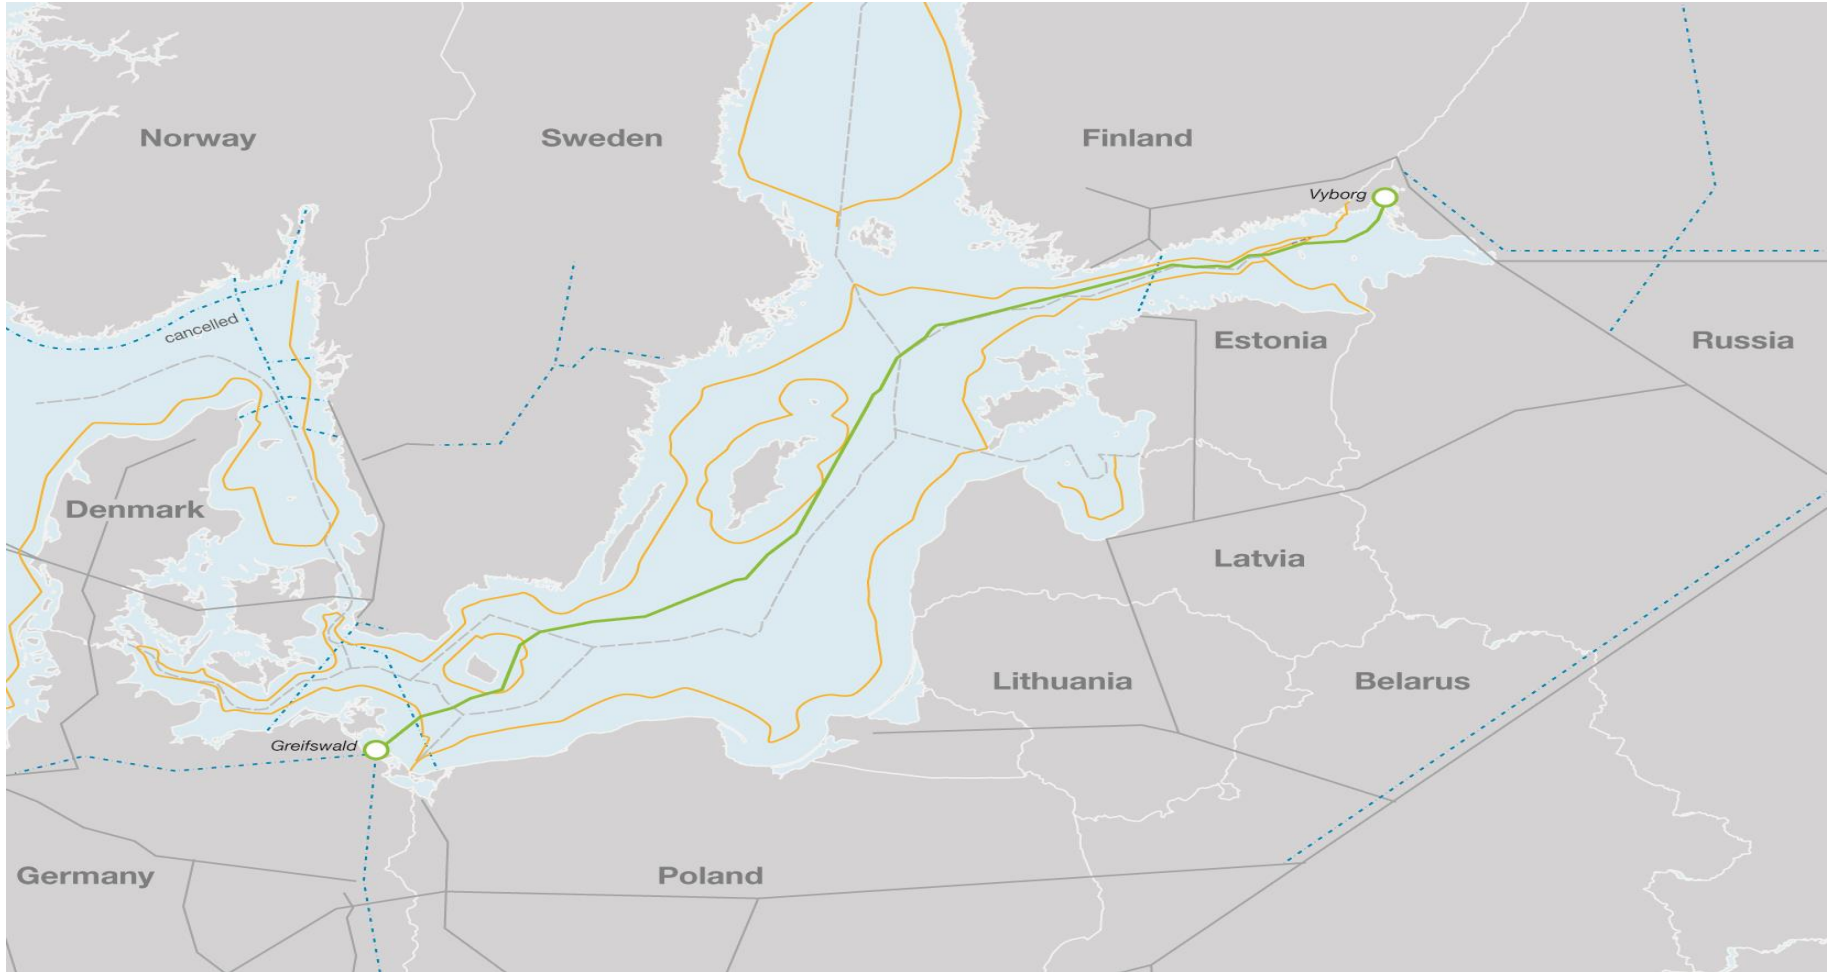 Norway
Sweden
Finland
Vyborg
cancelled
Estonia
Russia
Denmark
Latvia
Lithuania
Belarus
Greifswald
Germany
Poland